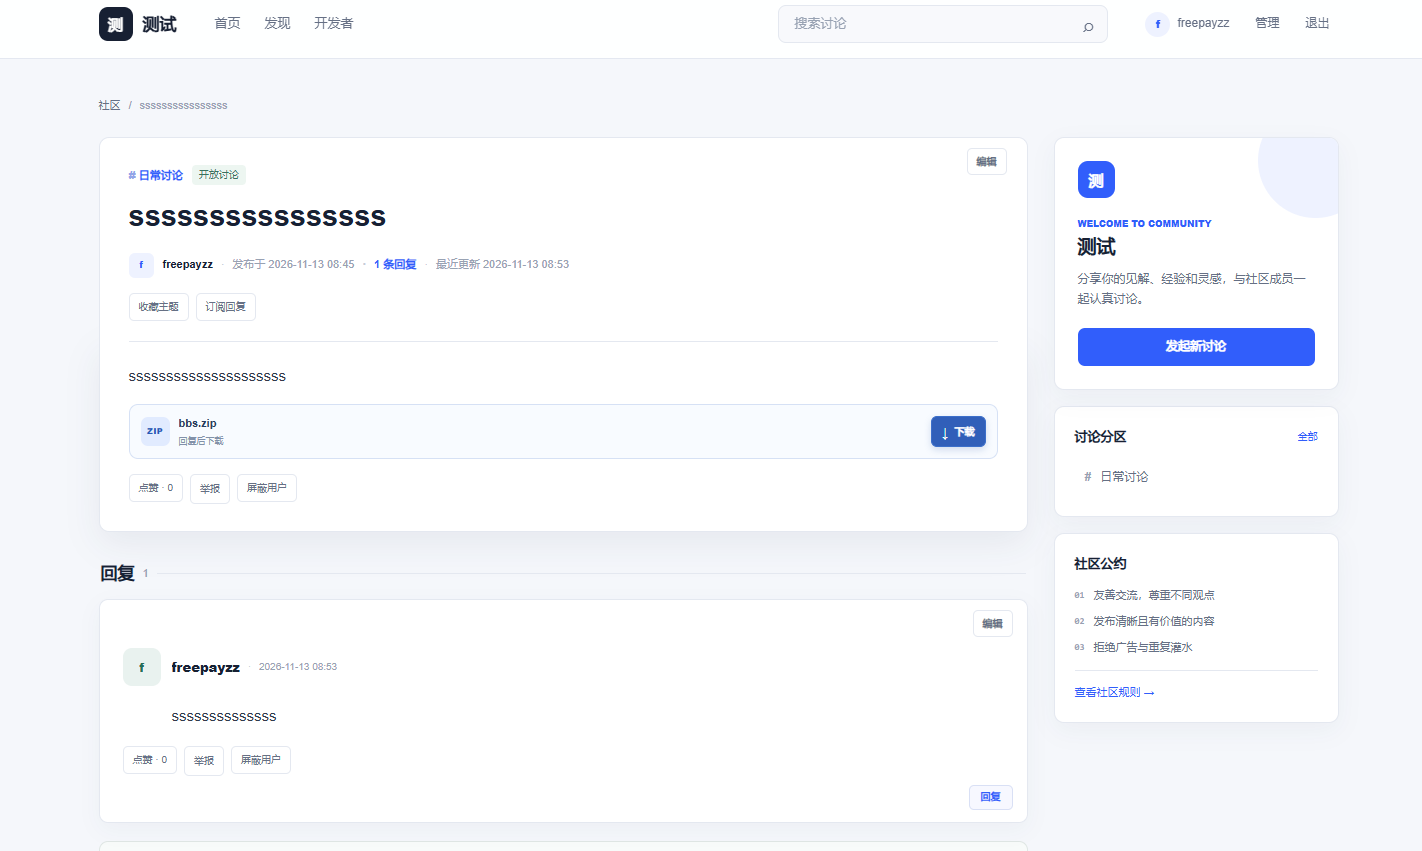 测 测试 首页 发现 开发者 搜索讨论 f freepayzz 管理 退出
社区 / ssssssssssssssss
# 日常讨论 开放讨论 编辑
ssssssssssssssss
f freepayzz · 发布于 2026-11-13 08:45 · 1 条回复 · 最近更新 2026-11-13 08:53
收藏主题 订阅回复
sssssssssssssssssssss
ZIP bbs.zip
回复后下载
↓ 下载
点赞 · 0 举报 屏蔽用户
回复 1
编辑
f freepayzz · 2026-11-13 08:53
ssssssssssssss
点赞 · 0 举报 屏蔽用户
回复
测
WELCOME TO COMMUNITY
测试
分享你的见解、经验和灵感，与社区成员一
起认真讨论。
发起新讨论
讨论分区 全部
# 日常讨论
社区公约
01 友善交流，尊重不同观点
02 发布清晰且有价值的内容
03 拒绝广告与重复灌水
查看社区规则 →